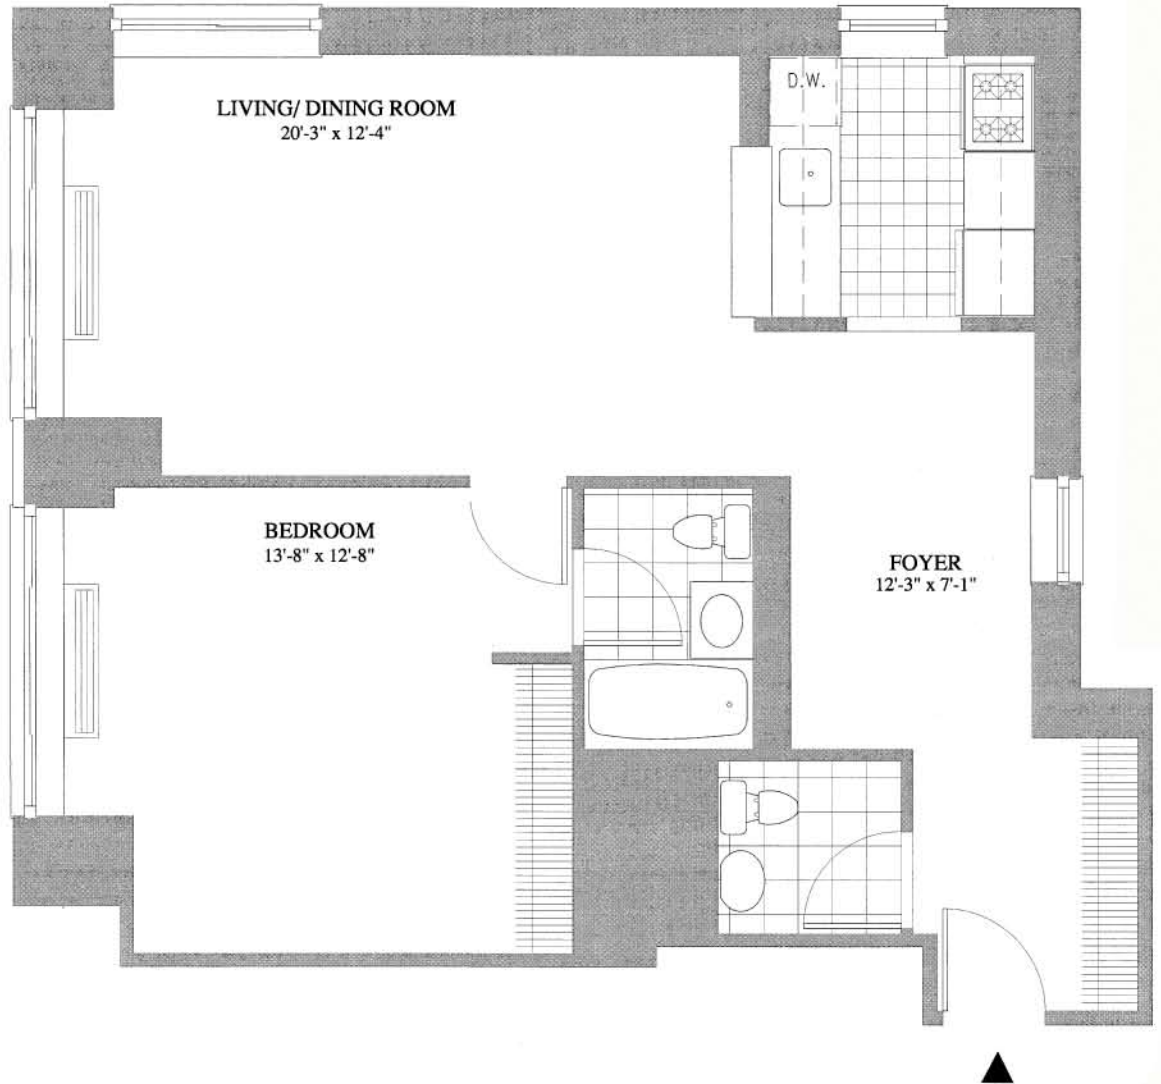 D.W.
LIVING/ DINING ROOM
20'-3" x 12'-4"
BEDROOM
13'-8" x 12'-8"
FOYER
12'-3" x 7'-1"